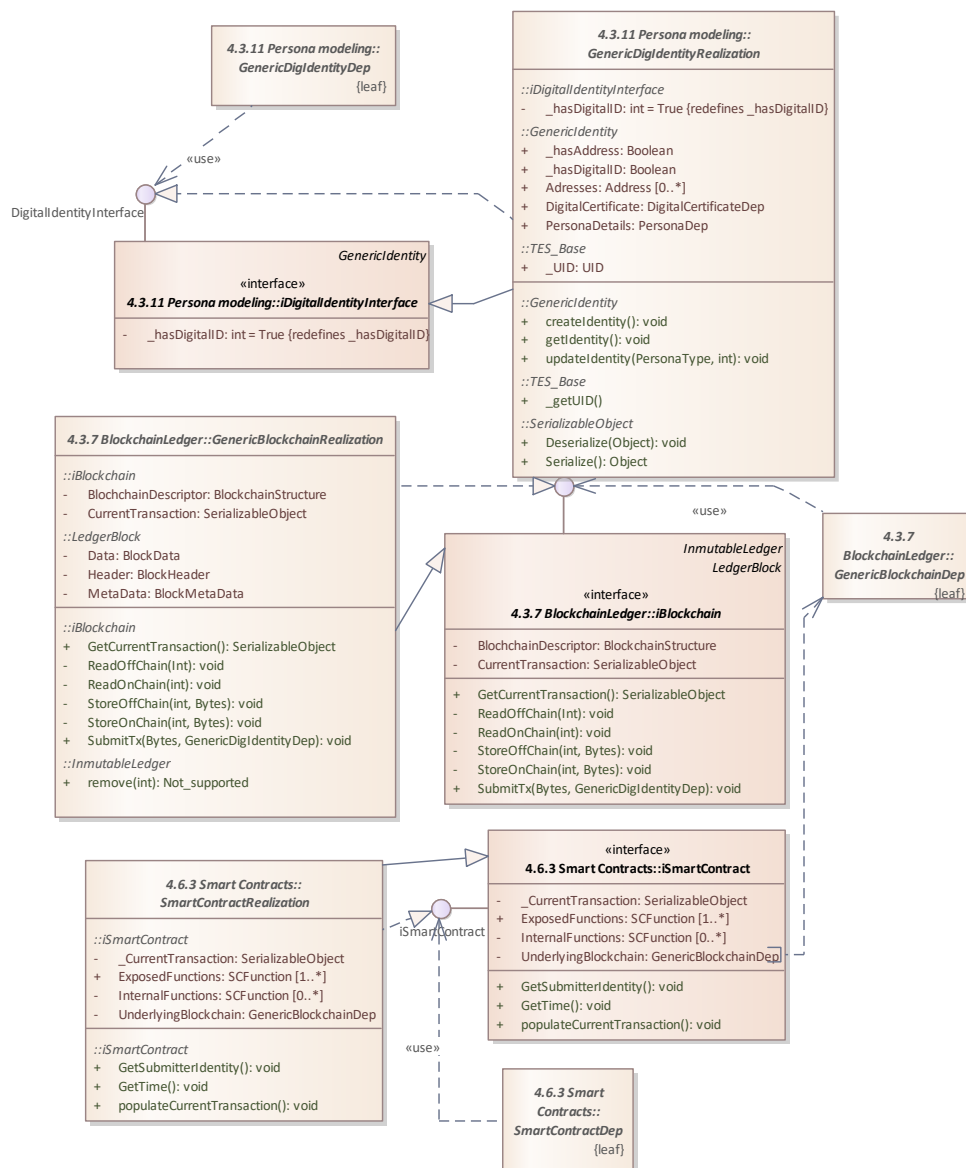 4.3.11 Persona modeling::
GenericDigIdentityDep
{leaf}
«use»
DigitalIdentityInterface
GenericIdentity
«interface»
4.3.11 Persona modeling::iDigitalIdentityInterface
- _hasDigitalID: int = True {redefines _hasDigitalID}
4.3.11 Persona modeling::
GenericDigIdentityRealization
::iDigitalIdentityInterface
- _hasDigitalID: int = True {redefines _hasDigitalID}
::GenericIdentity
+ _hasAddress: Boolean
+ _hasDigitalID: Boolean
+ Adresses: Address [0..*]
+ DigitalCertificate: DigitalCertificateDep
+ PersonaDetails: PersonaDep
::TES_Base
+ _UID: UID
::GenericIdentity
+ createIdentity(): void
+ getIdentity(): void
+ updateIdentity(PersonaType, int): void
::TES_Base
+ _getUID()
::SerializableObject
+ Deserialize(Object): void
+ Serialize(): Object
4.3.7 BlockchainLedger::GenericBlockchainRealization
::iBlockchain
- BlochchainDescriptor: BlockchainStructure
- CurrentTransaction: SerializableObject
::LedgerBlock
- Data: BlockData
- Header: BlockHeader
- MetaData: BlockMetaData
::iBlockchain
+ GetCurrentTransaction(): SerializableObject
- ReadOffChain(Int): void
- ReadOnChain(int): void
- StoreOffChain(int, Bytes): void
- StoreOnChain(int, Bytes): void
+ SubmitTx(Bytes, GenericDigIdentityDep): void
::InmutableLedger
+ remove(int): Not_supported
«use»
4.3.7
BlockchainLedger::
GenericBlockchainDep
{leaf}
InmutableLedger
LedgerBlock
«interface»
4.3.7 BlockchainLedger::iBlockchain
- BlochchainDescriptor: BlockchainStructure
- CurrentTransaction: SerializableObject
+ GetCurrentTransaction(): SerializableObject
- ReadOffChain(Int): void
- ReadOnChain(int): void
- StoreOffChain(int, Bytes): void
- StoreOnChain(int, Bytes): void
+ SubmitTx(Bytes, GenericDigIdentityDep): void
4.6.3 Smart Contracts::
SmartContractRealization
::iSmartContract
- _CurrentTransaction: SerializableObject
+ ExposedFunctions: SCFunction [1..*]
- InternalFunctions: SCFunction [0..*]
- UnderlyingBlockchain: GenericBlockchainDep
::iSmartContract
+ GetSubmitterIdentity(): void
+ GetTime(): void
+ populateCurrentTransaction(): void
iSmartContract
«use»
«interface»
4.6.3 Smart Contracts::iSmartContract
- _CurrentTransaction: SerializableObject
+ ExposedFunctions: SCFunction [1..*]
- InternalFunctions: SCFunction [0..*]
- UnderlyingBlockchain: GenericBlockchainDep
+ GetSubmitterIdentity(): void
+ GetTime(): void
+ populateCurrentTransaction(): void
4.6.3 Smart
Contracts::
SmartContractDep
{leaf}